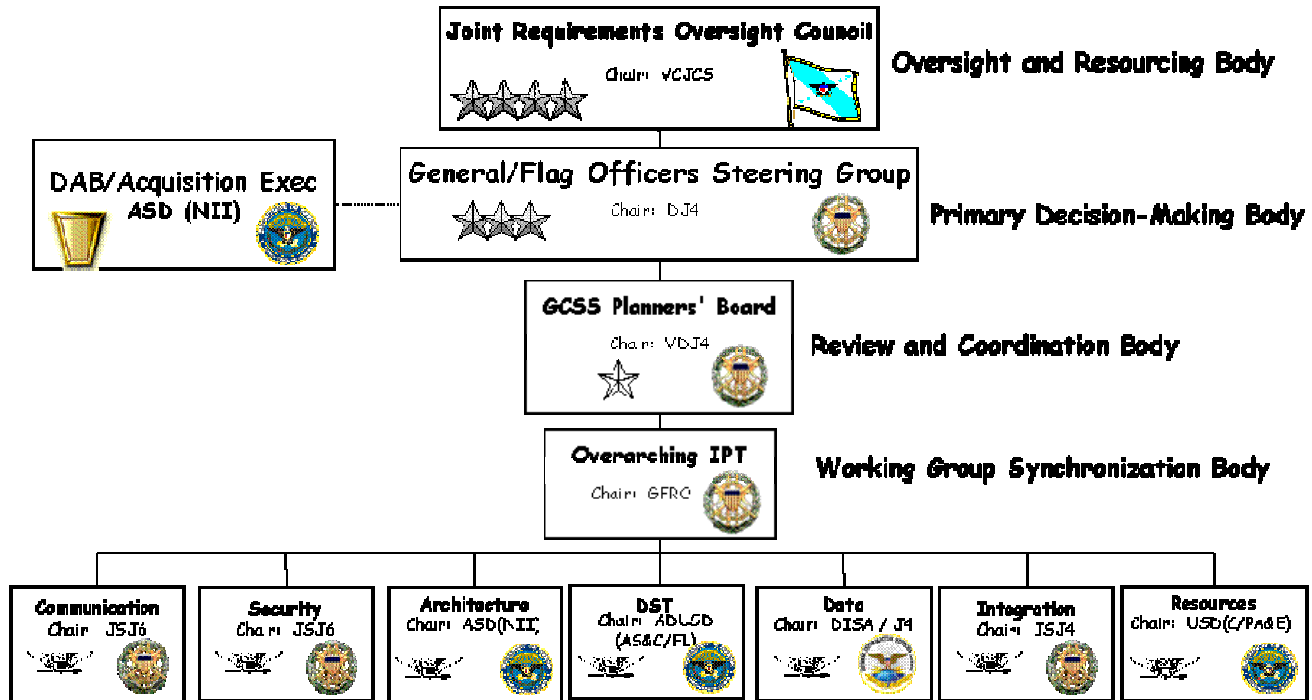 Joint Requirements Oversight Council
Chair: VCJCS
Oversight and Resourcing Body
DAB/Acquisition Exec
ASD (NII)
General/Flag Officers Steering Group
Chair: DJ4
Primary Decision-Making Body
GCSS Planners' Board
Chair: VDJ4
Review and Coordination Body
Overarching IPT
Chair: GFRC
Working Group Synchronization Body
Communication
Chair: JSJ6
Security
Chair: JSJ6
Architecture
Chair: ASD(NII)
DST
Chair:
(AS&C/FL)
Data
Chair: DISA / J4
Integration
Chair: JSJ4
Resources
Chair: USD(C/PA&E)